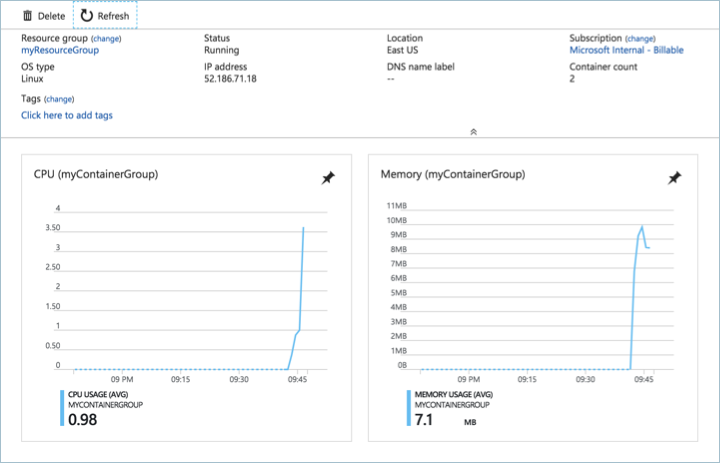 Delete Refresh
Resource group (change) Status Location Subscription (change)
myResourceGroup Running East US Microsoft Internal - Billable
OS type IP address DNS name label Container count
Linux 52.186.71.18 -- 2
Tags (change)
Click here to add tags
CPU (myContainerGroup)
4
3.50
3
2.50
2
1.50
1
0.50
0
09 PM 09:15 09:30 09:45
CPU USAGE (AVG)
MYCONTAINERGROUP
0.98
Memory (myContainerGroup)
11MB
10MB
9MB
8MB
7MB
6MB
5MB
4MB
3MB
2MB
1MB
0B
09 PM 09:15 09:30 09:45
MEMORY USAGE (AVG)
MYCONTAINERGROUP
7.1 MB